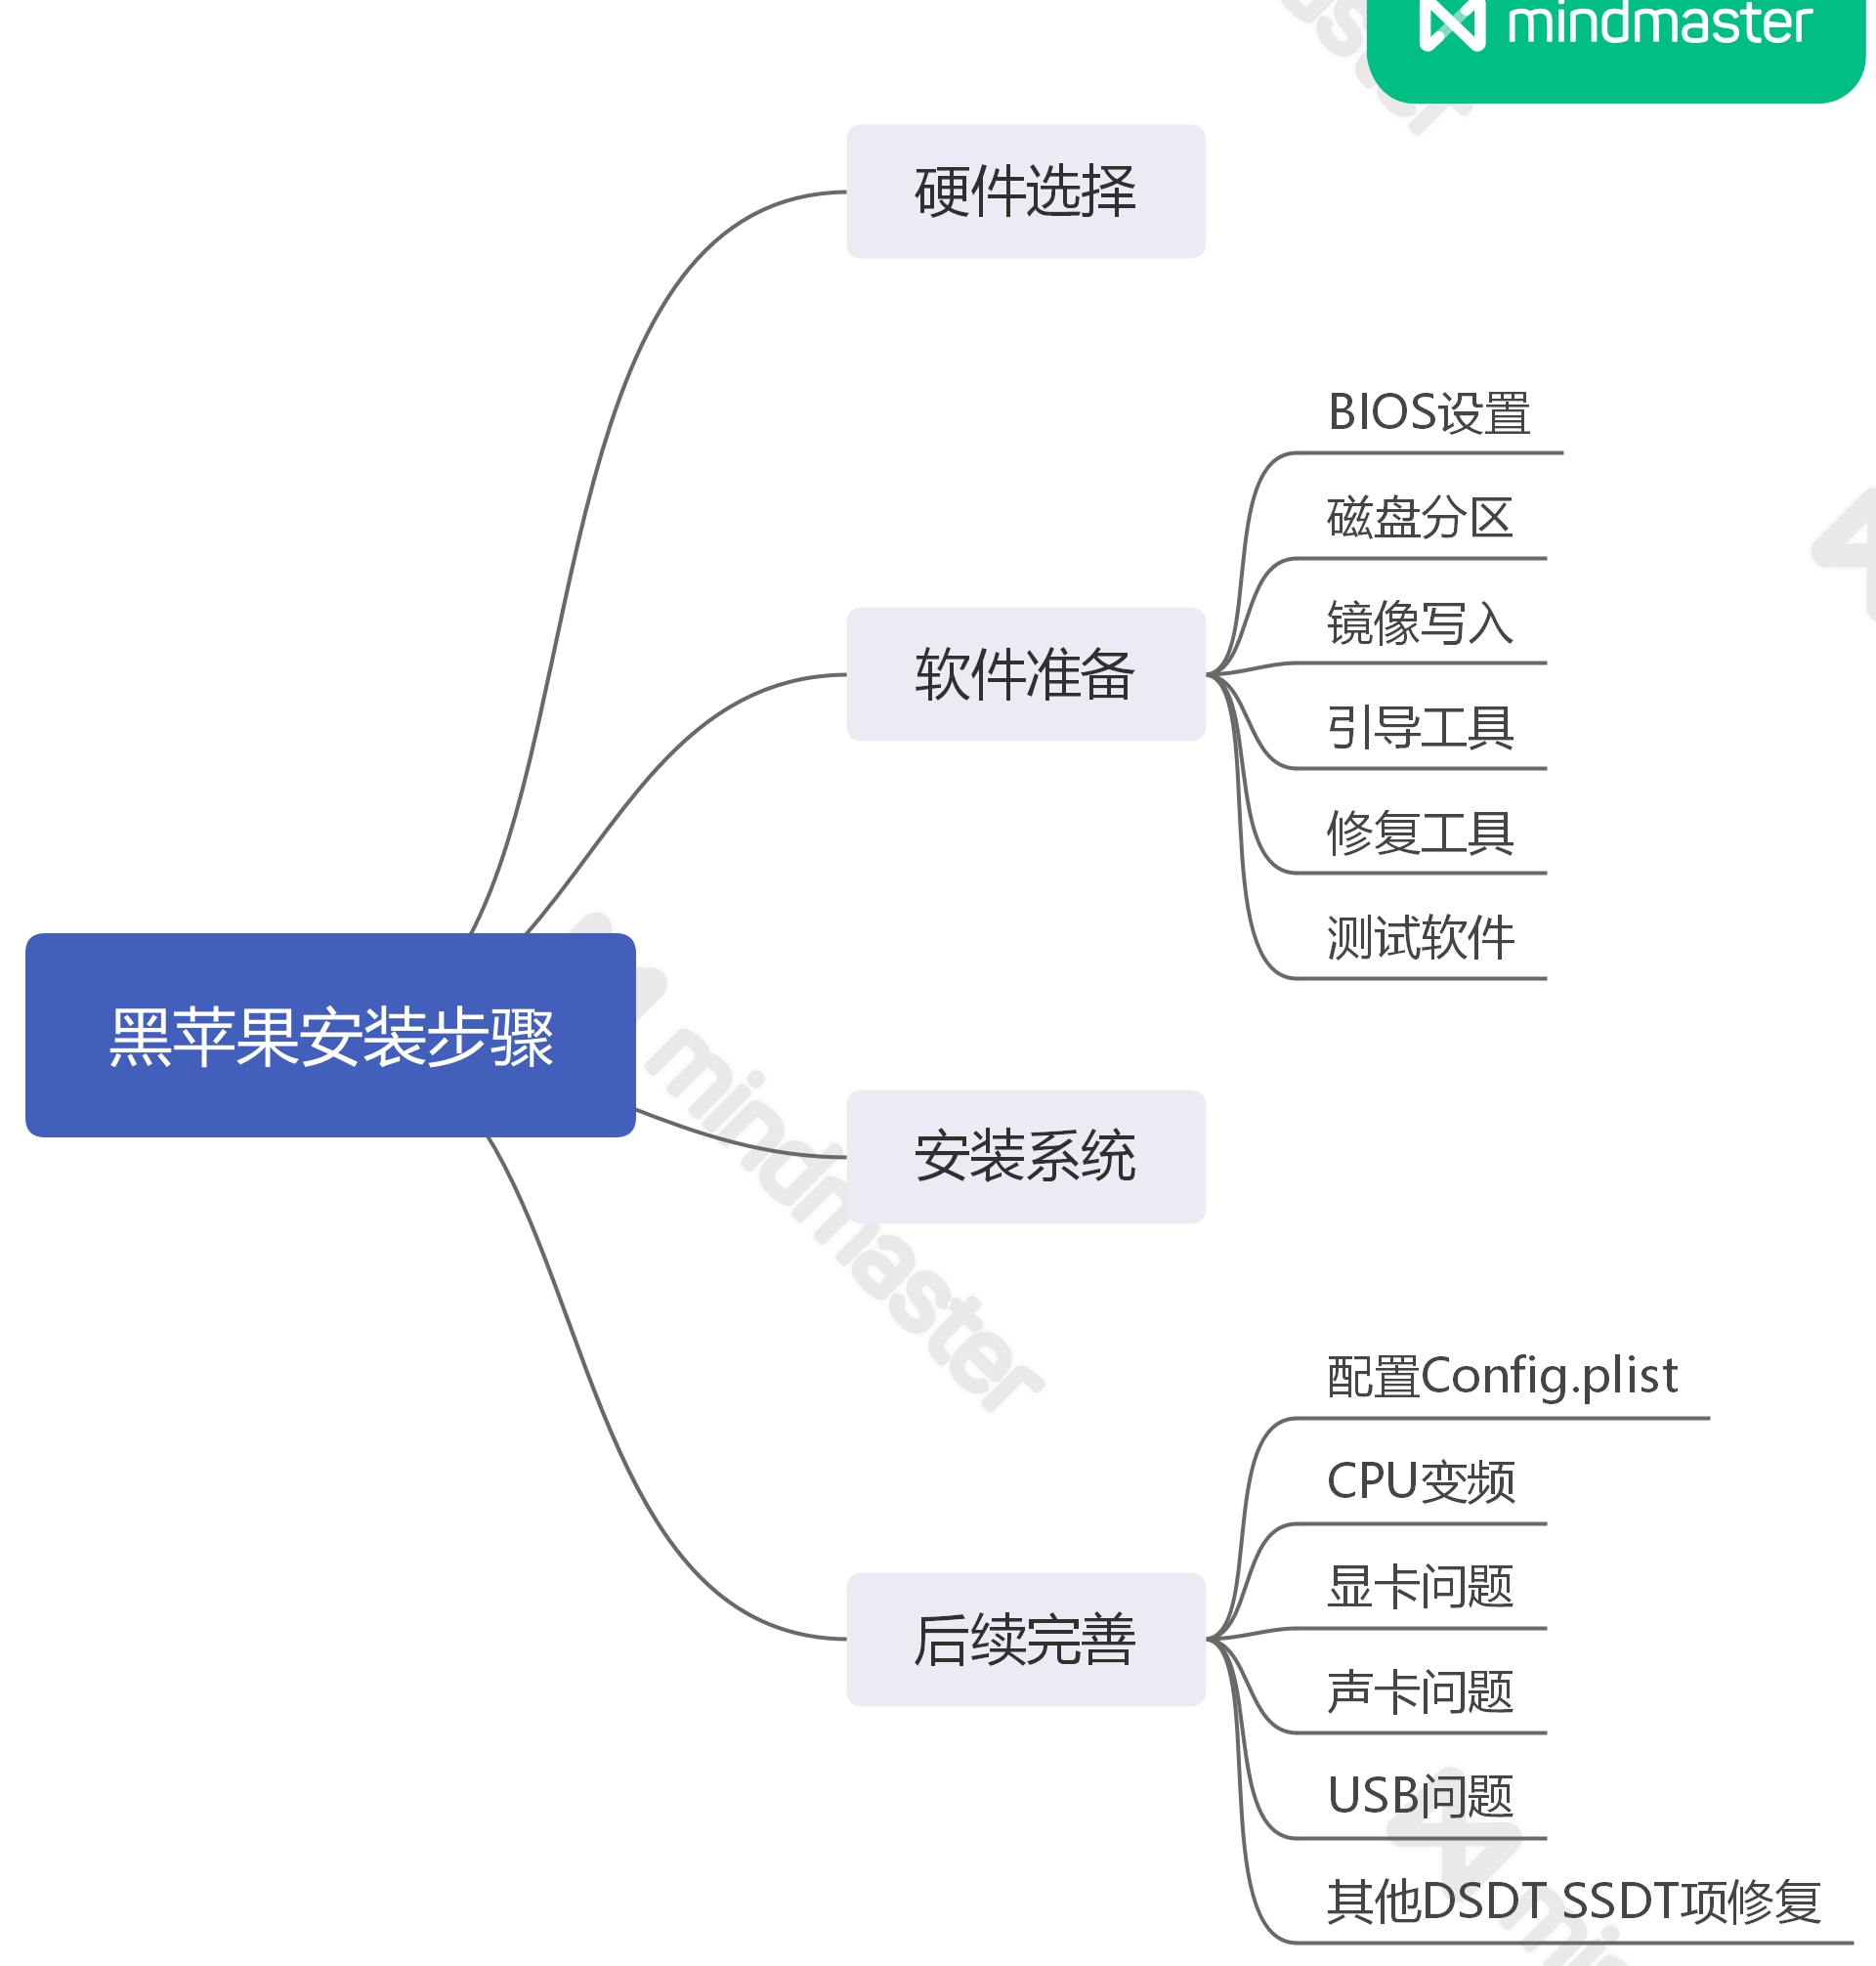 mindmaster
硬件选择
BIOS设置
磁盘分区
镜像写入
软件准备
引导工具
修复工具
测试软件
黑苹果安装步骤
mindmaster
安装系统
配置Config.plist
CPU变频
显卡问题
后续完善
声卡问题
USB问题
其他DSDT SSDT项修复